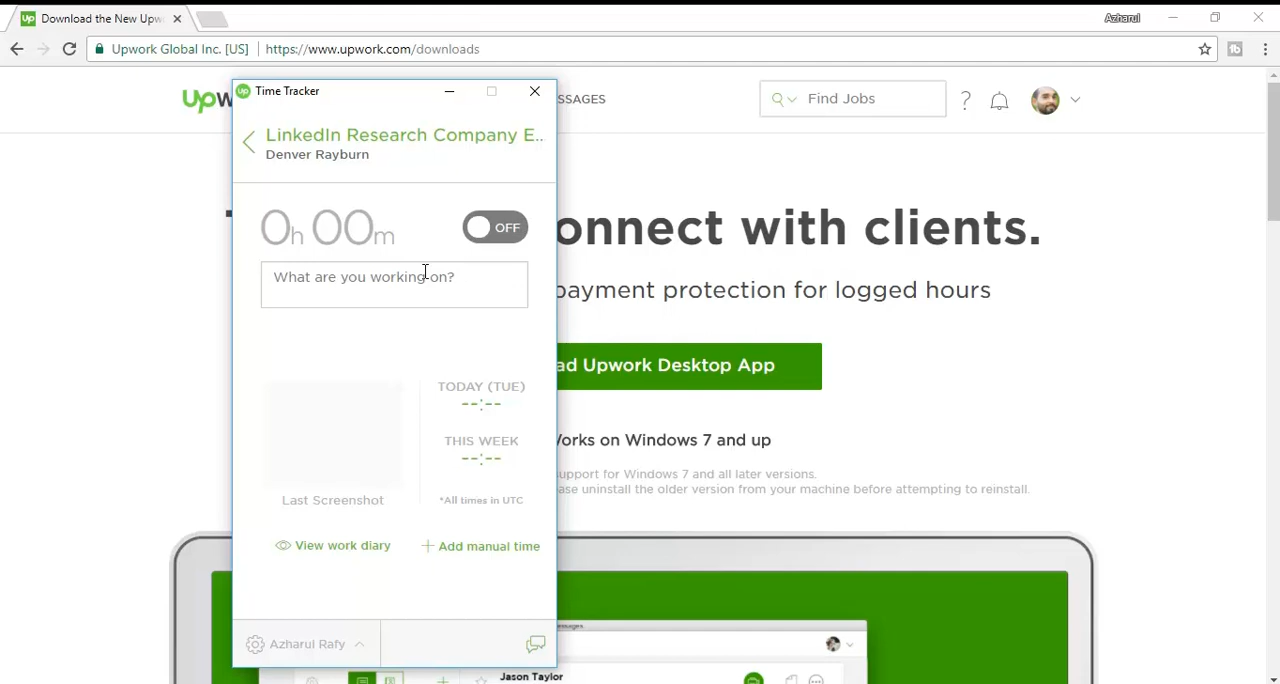 Download the New Upw
Azharul
Upwork Global Inc. [US] https://www.upwork.com/downloads
Time Tracker
SSAGES
Find Jobs
LinkedIn Research Company E..
Denver Rayburn
0h 00m
OFF
What are you working on?
onnect with clients.
payment protection for logged hours
ad Upwork Desktop App
Works on Windows 7 and up
support for Windows 7 and all later versions.
ase uninstall the older version from your machine before attempting to reinstall.
TODAY (TUE)
--:--
THIS WEEK
--:--
Last Screenshot
*All times in UTC
View work diary
Add manual time
Azharul Rafy
Jason Taylor